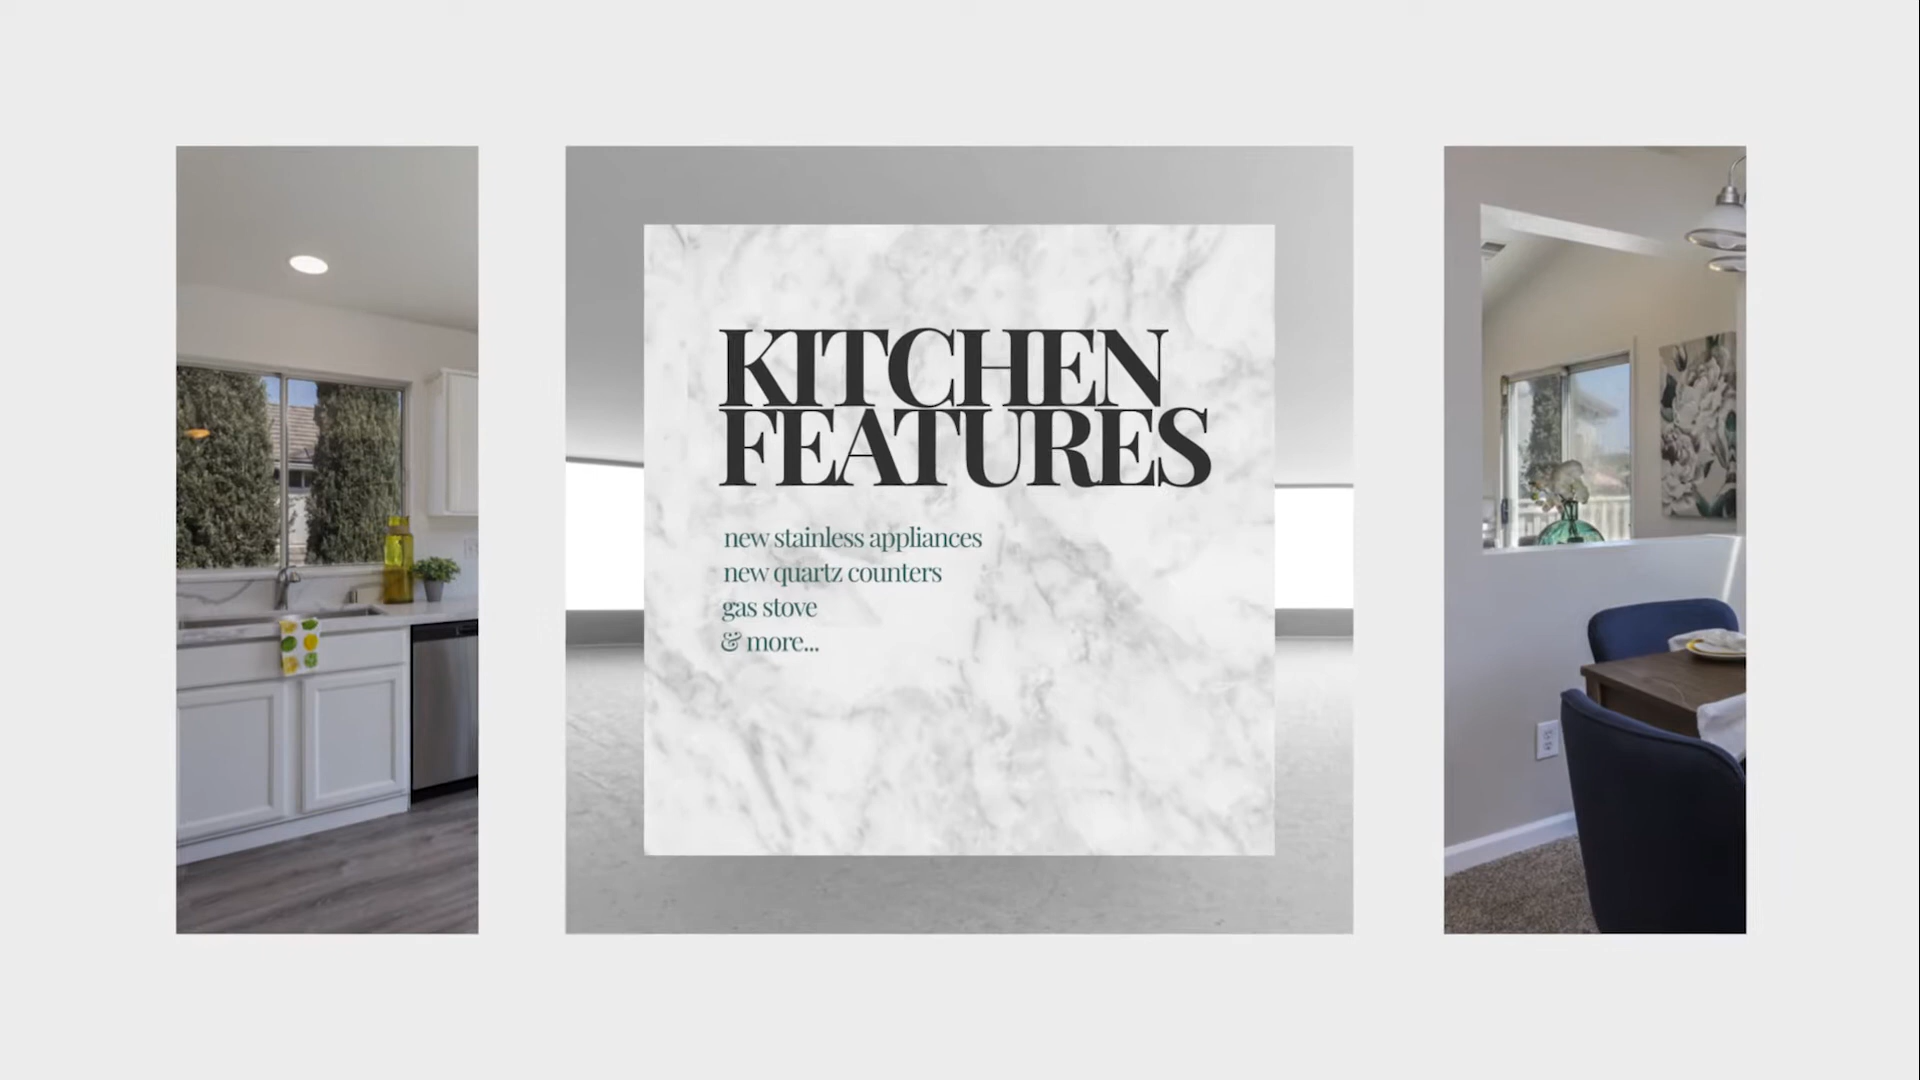 KITCHEN
FEATURES
new stainless appliances
new quartz counters
gas stove
& more...